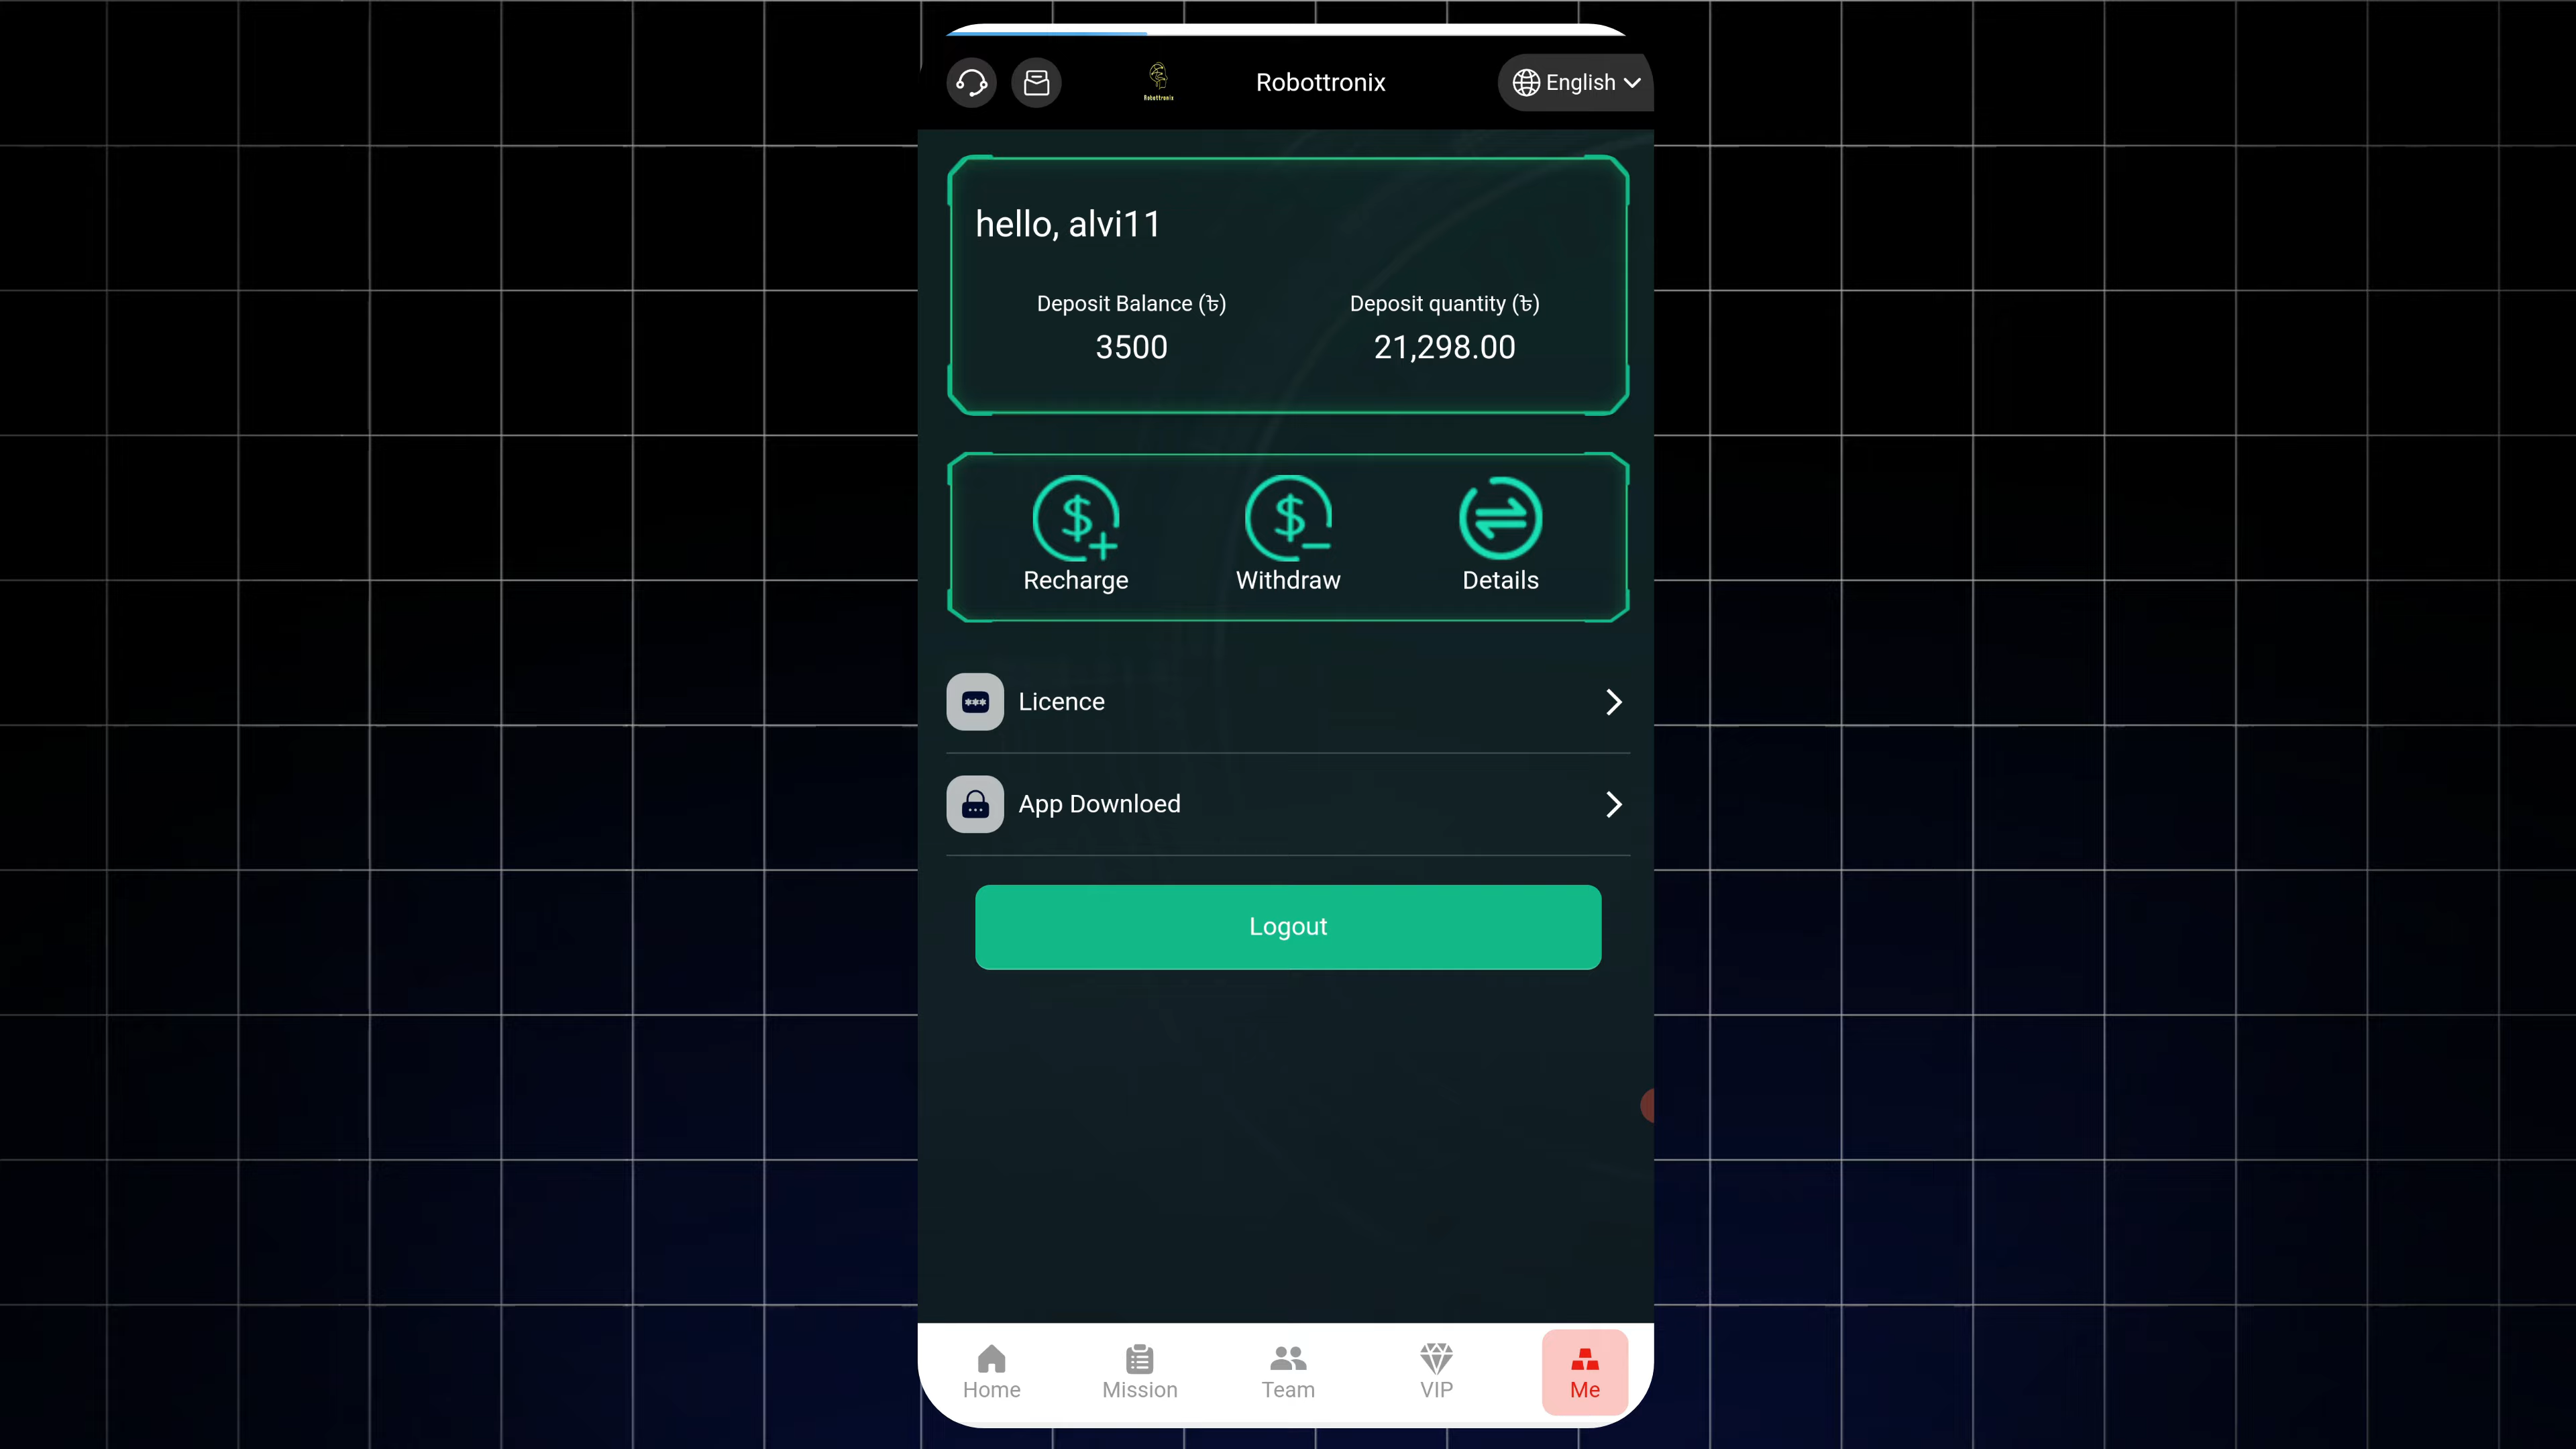 Robottronix
Robottronix
English
hello, alvi11
Deposit Balance (৳)
Deposit quantity (৳)
3500
21,298.00
Recharge
Withdraw
Details
Licence
App Downloed
Logout
Home
Mission
Team
VIP
Me